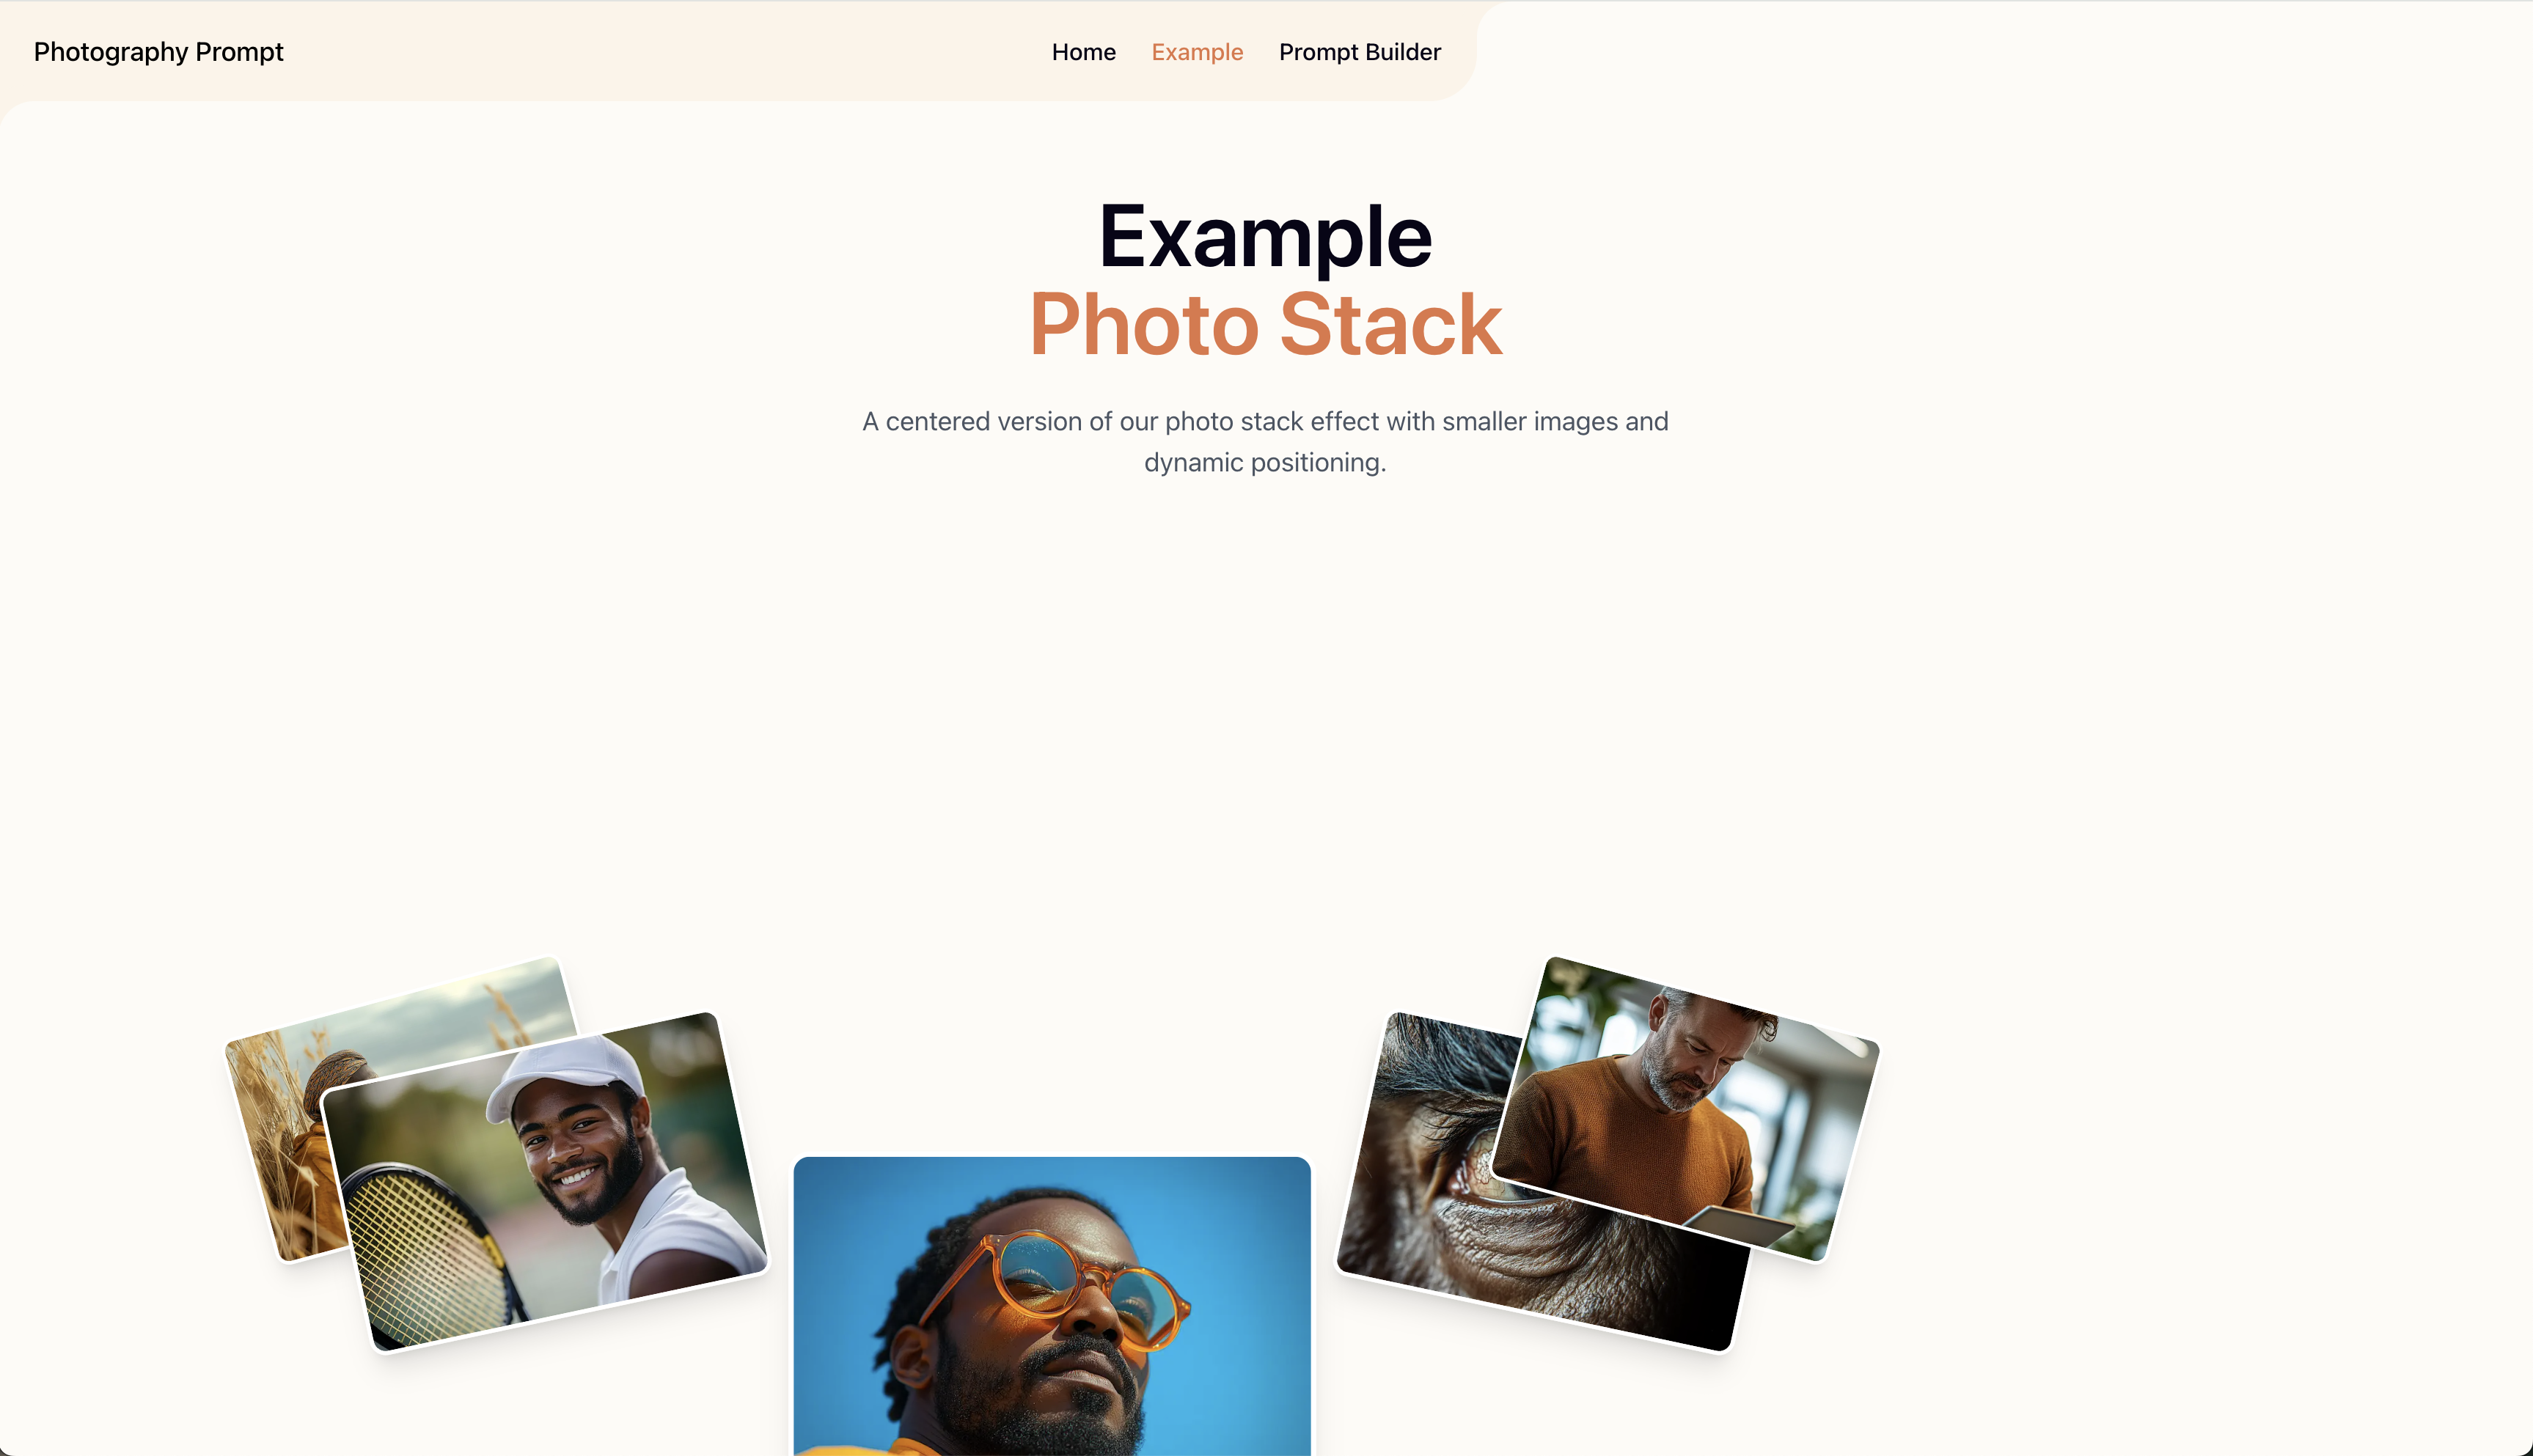 Photography Prompt
Home Example Prompt Builder
Example
Photo Stack
A centered version of our photo stack effect with smaller images and
dynamic positioning.